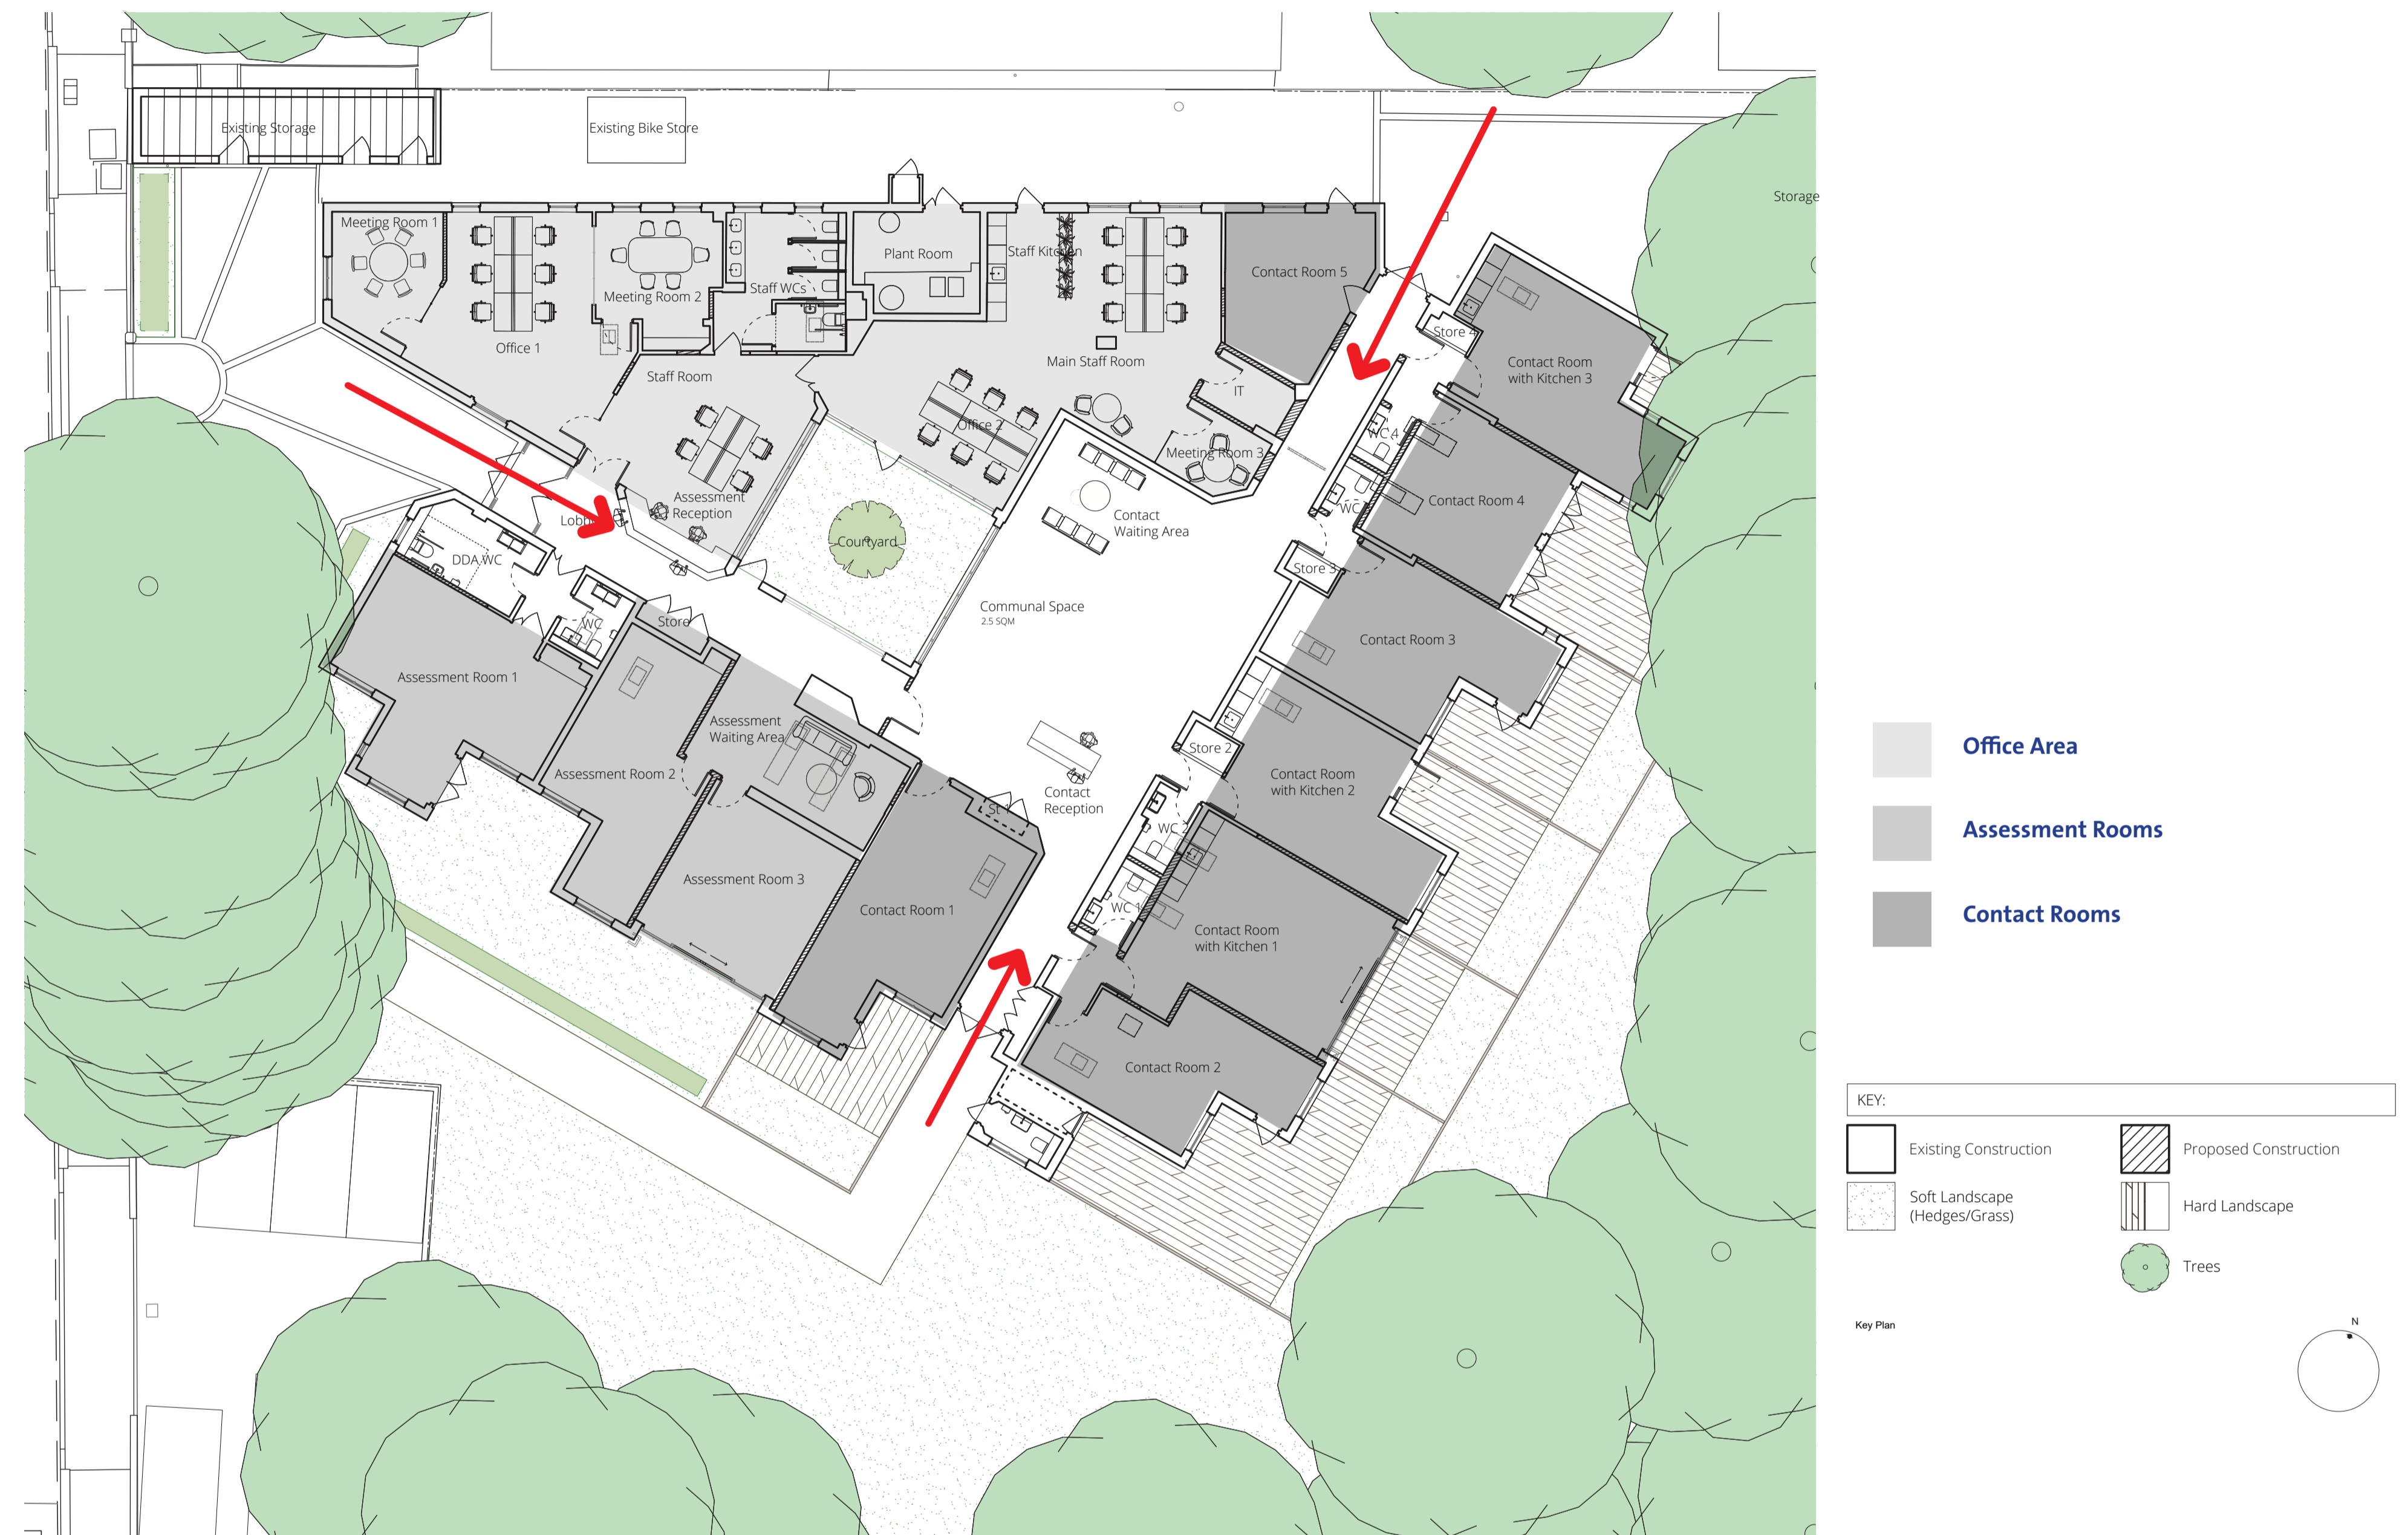 Existing Storage
Existing Bike Store
Storage
Meeting Room 1
Office 1
Meeting Room 2
Staff WCs
Plant Room
Staff Kitchen
Contact Room 5
Main Staff Room
Staff Room
IT
Store 4
Contact Room
with Kitchen 3
Office 2
Meeting Room 3
WC 4
Contact Room 4
Assessment
Reception
Lobby
Courtyard
Contact
Waiting Area
WC
DDA WC
Store 3
WC
Store
Communal Space
2.5 SQM
Contact Room 3
Assessment Room 1
Assessment
Waiting Area
Assessment Room 2
Store 2
Contact Room
with Kitchen 2
Contact
Reception
St 1
WC 2
Assessment Room 3
Contact Room 1
WC 1
Contact Room
with Kitchen 1
Contact Room 2
Office Area
Assessment Rooms
Contact Rooms
KEY:
Existing Construction
Proposed Construction
Soft Landscape
(Hedges/Grass)
Hard Landscape
Trees
Key Plan
N